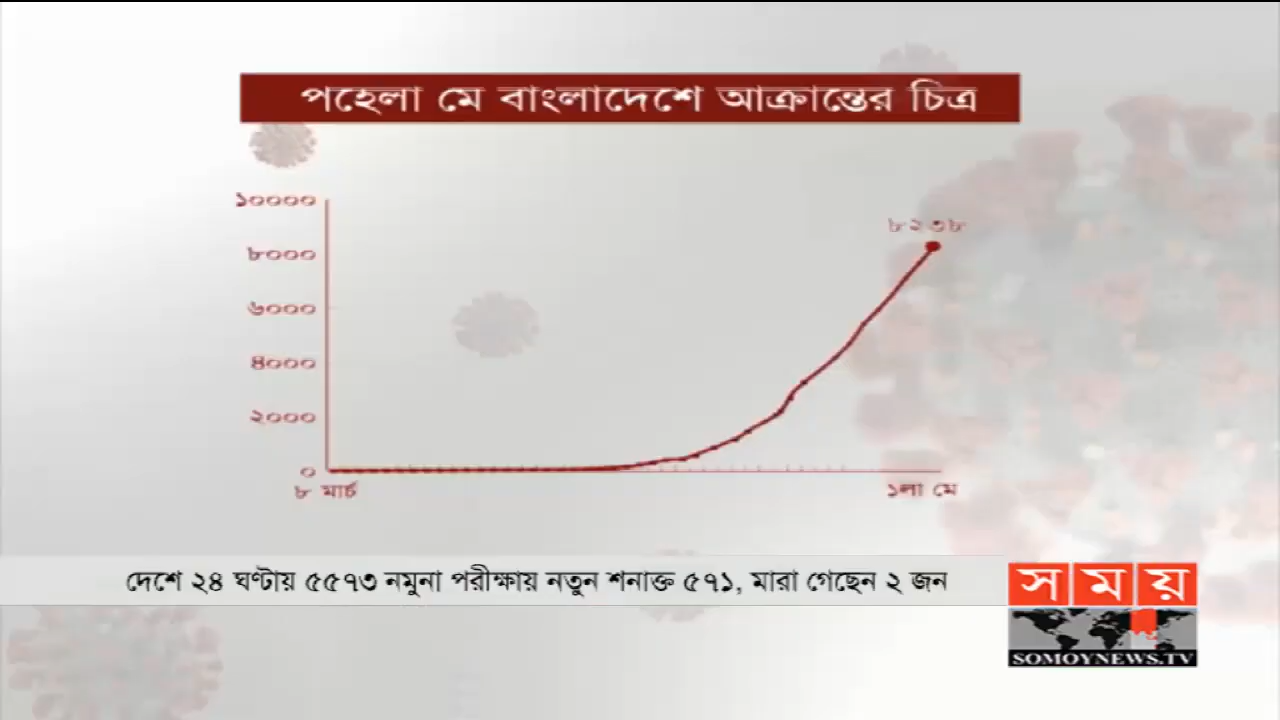 পহেলা মে বাংলাদেশে আক্রান্তের চিত্র
১০০০০
৮২৩৮
৮০০০
৬০০০
৪০০০
২০০০
০
৮ মার্চ
১লা মে
দেশে ২৪ ঘণ্টায় ৫৫৭৩ নমুনা পরীক্ষায় নতুন শনাক্ত ৫৭১, মারা গেছেন ২ জন
সময়
SOMOYNEWS.TV